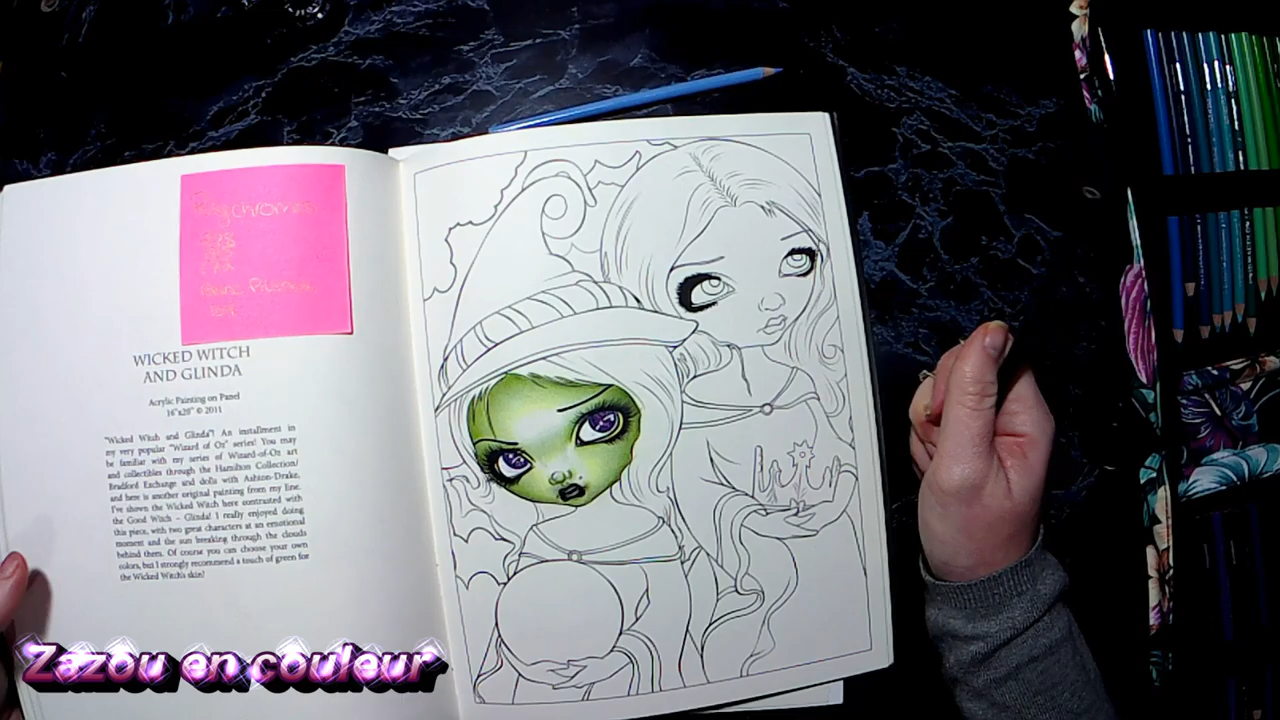 WICKED WITCH
AND GLINDA
Acrylic Painting on Panel
16"x20" © 2011
"Wicked Witch and Glinda"! An installment in
my very popular "Wizard of Oz" series! You may
be familiar with my series of Wizard-of-Oz art
and collectibles through the Hamilton Collection/
Bradford Exchange and dolls with Ashton-Drake,
and here is another original painting from my line.
I've shown the Wicked Witch here contrasted with
the Good Witch – Glinda! I really enjoyed doing
this piece, with two great characters at an emotional
moment and the sun breaking through the clouds
behind them. Of course you can choose your own
colors, but I strongly recommend a touch of green for
the Wicked Witch's skin!
Zazou en couleur